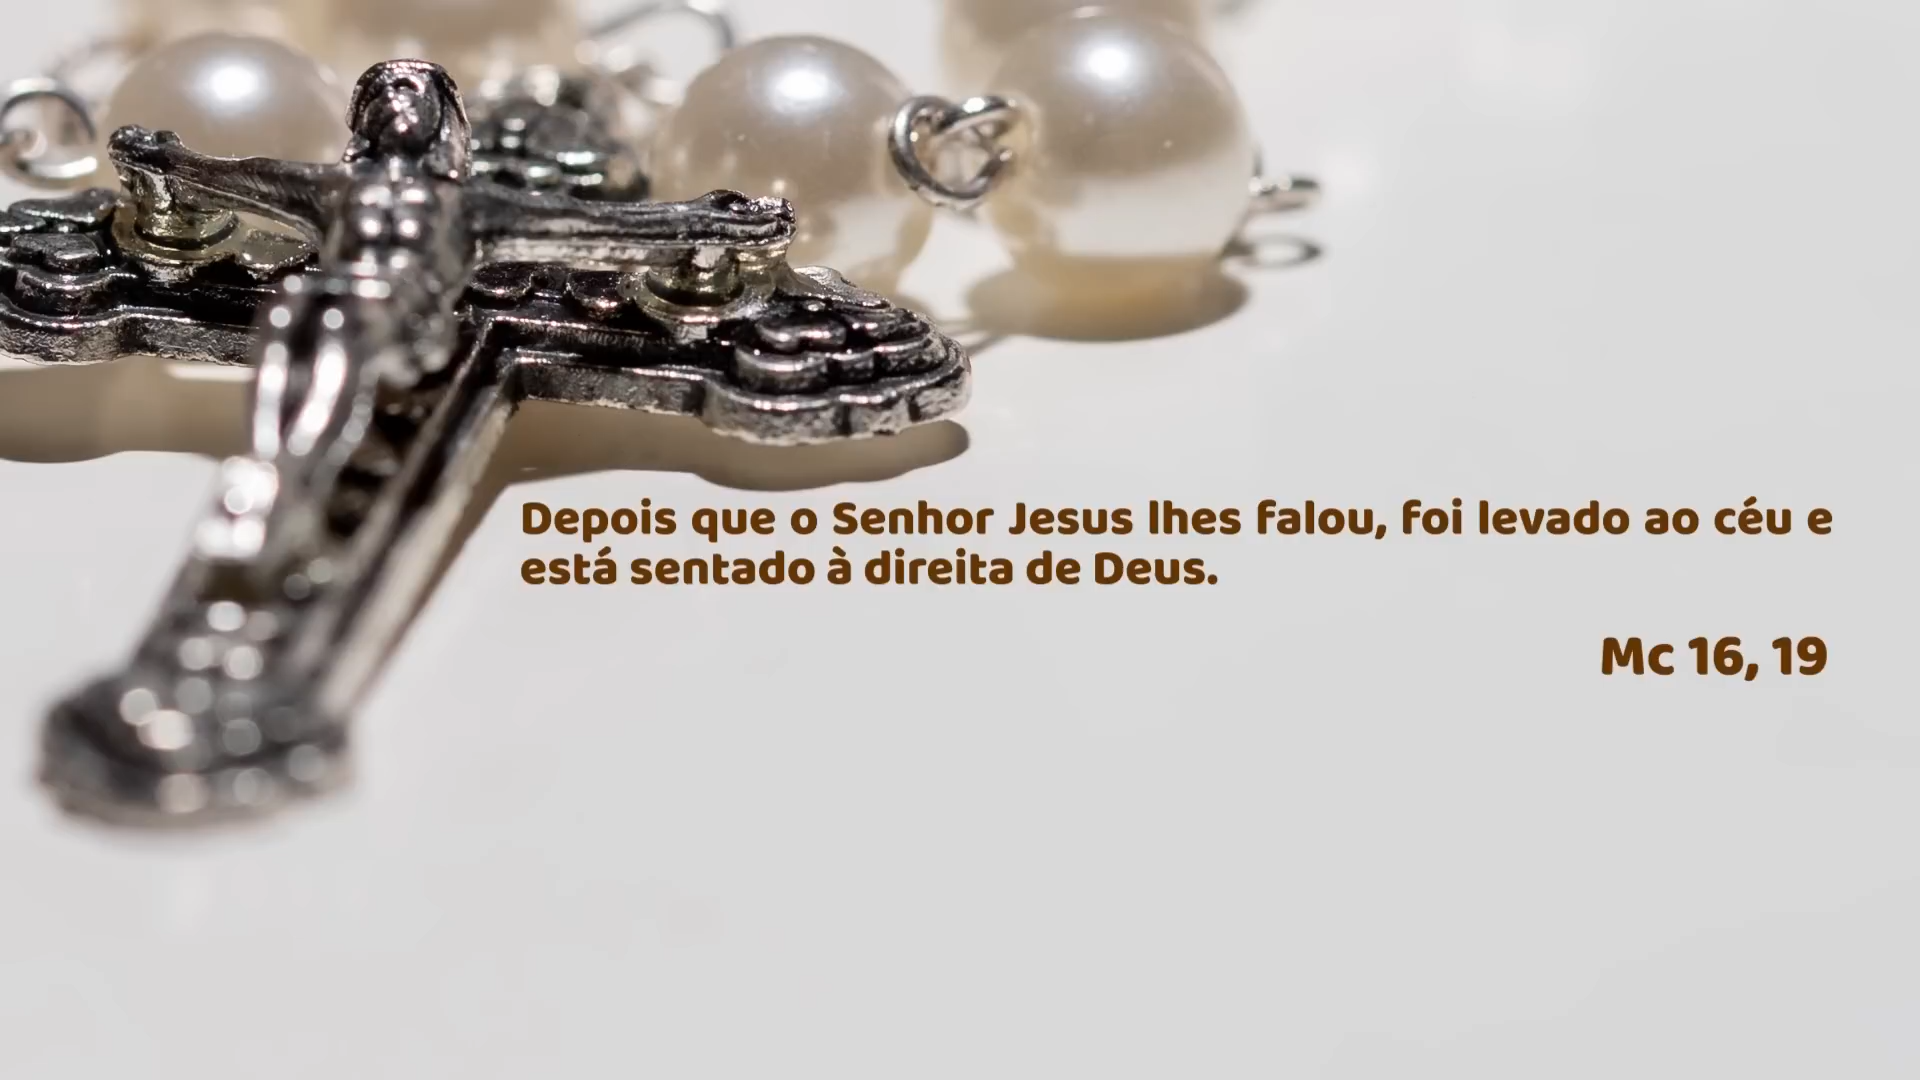 Depois que o Senhor Jesus lhes falou, foi levado ao céu e
está sentado à direita de Deus.
Mc 16, 19